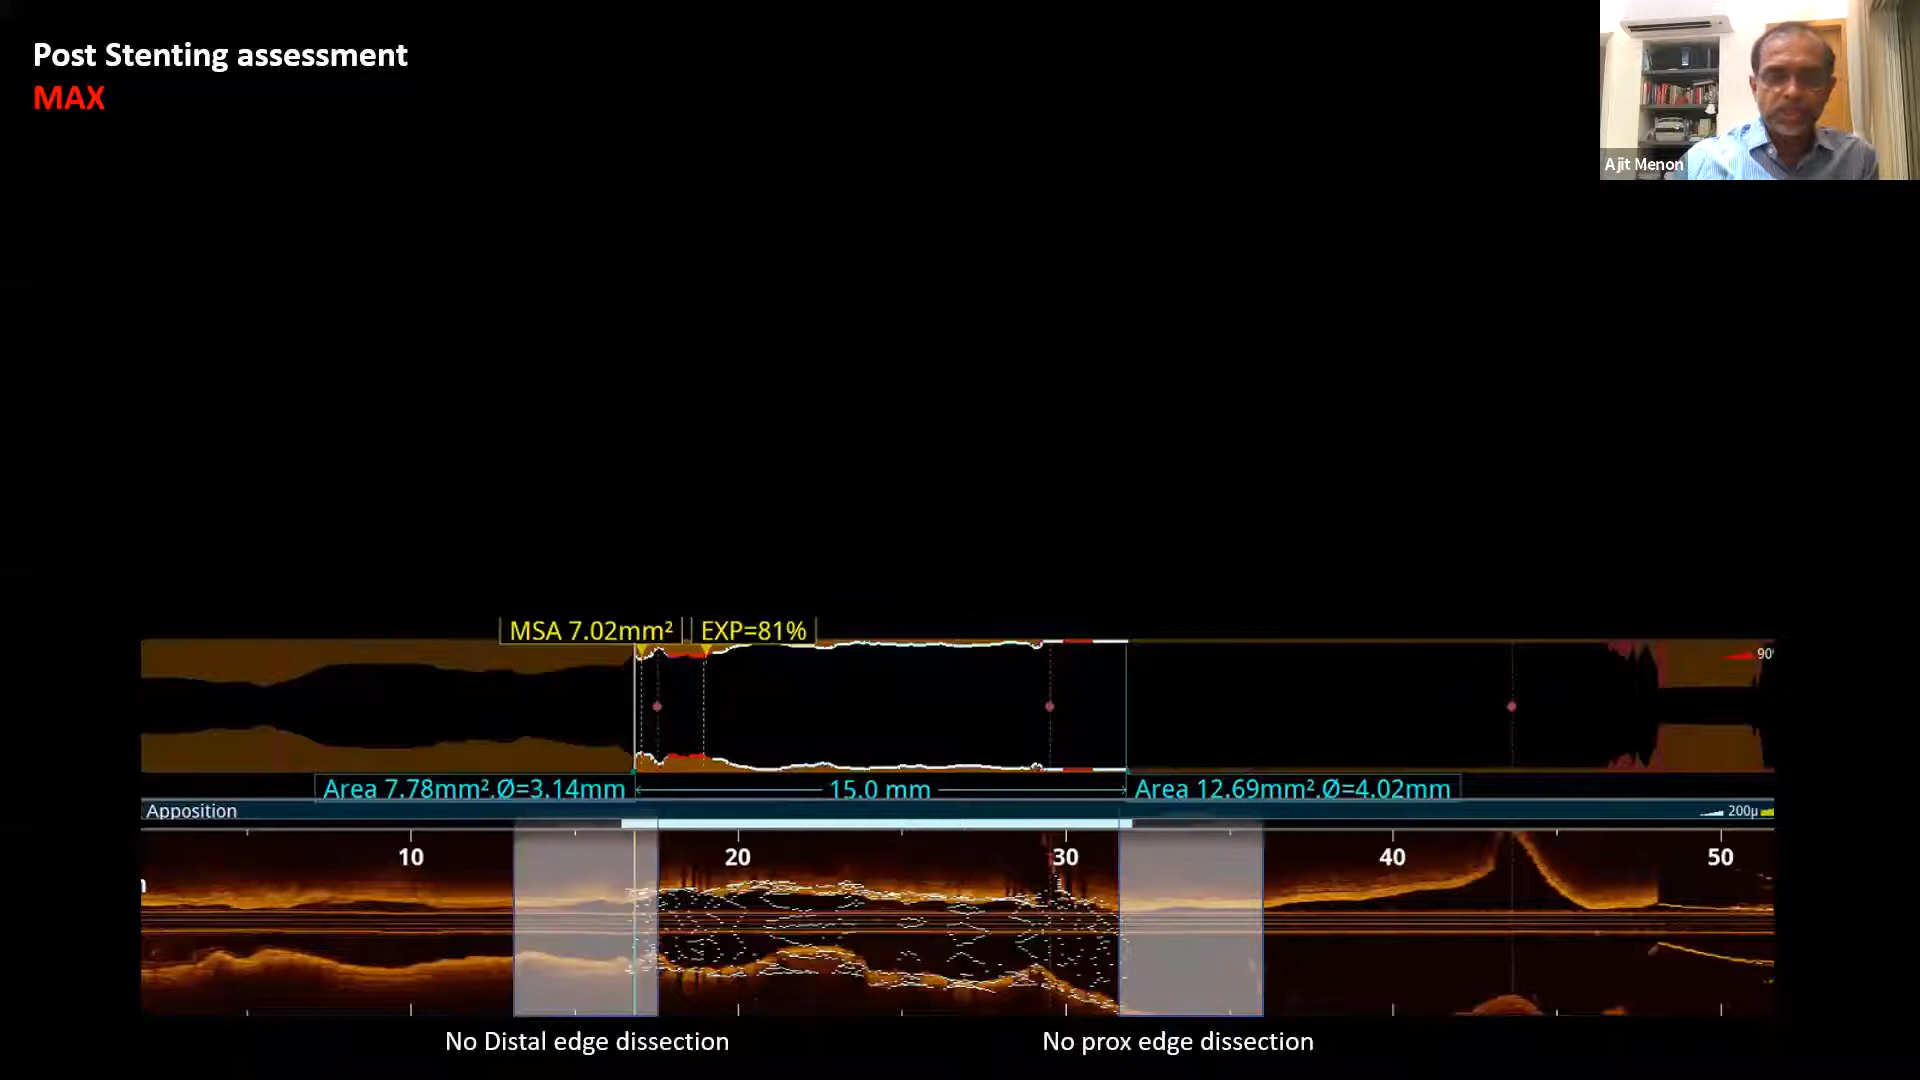 Post Stenting assessment
MAX
Ajit Menon
MSA 7.02mm² EXP=81%
90°
Area 7.78mm²,Ø=3.14mm 15.0 mm Area 12.69mm²,Ø=4.02mm
Apposition 200µ
10 20 30 40 50
No Distal edge dissection No prox edge dissection